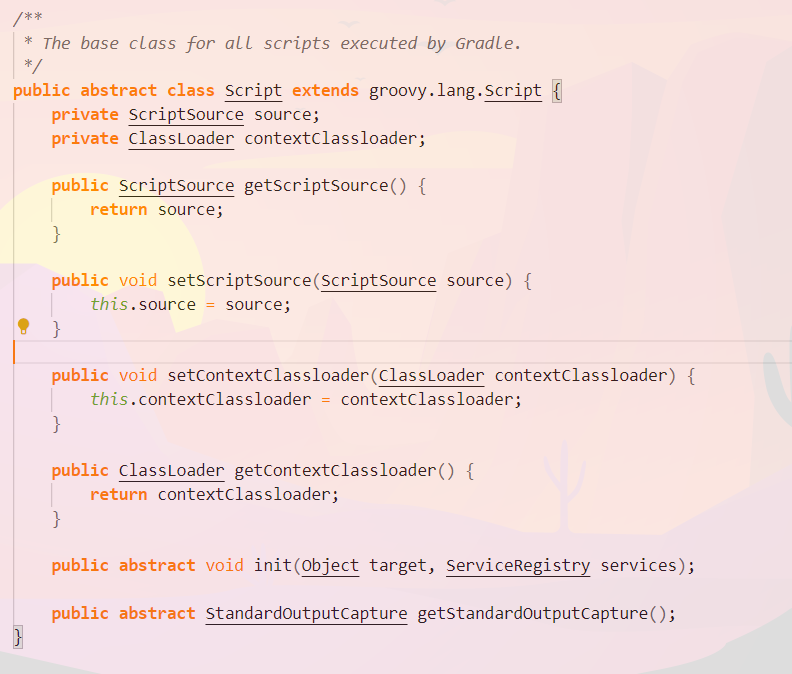 /**
 * The base class for all scripts executed by Gradle.
 */
public abstract class Script extends groovy.lang.Script {
    private ScriptSource source;
    private ClassLoader contextClassloader;

    public ScriptSource getScriptSource() {
        return source;
    }

    public void setScriptSource(ScriptSource source) {
        this.source = source;
    }

    public void setContextClassloader(ClassLoader contextClassloader) {
        this.contextClassloader = contextClassloader;
    }

    public ClassLoader getContextClassloader() {
        return contextClassloader;
    }

    public abstract void init(Object target, ServiceRegistry services);

    public abstract StandardOutputCapture getStandardOutputCapture();
}